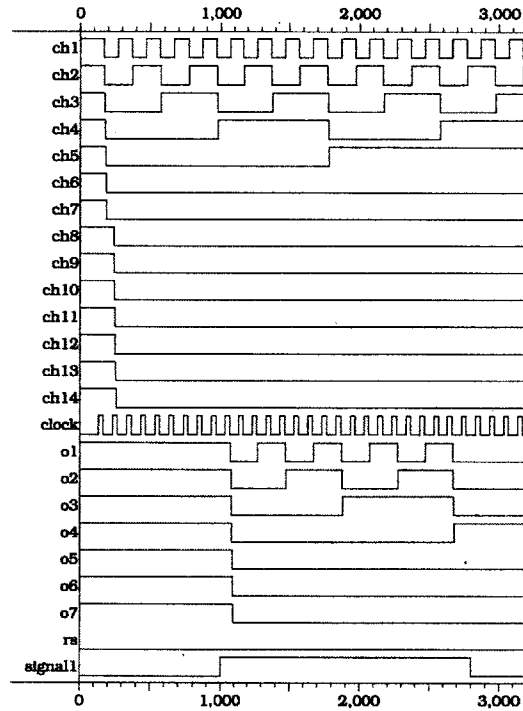 0 1,000 2,000 3,000
ch1
ch2
ch3
ch4
ch5
ch6
ch7
ch8
ch9
ch10
ch11
ch12
ch13
ch14
clock
o1
o2
o3
o4
o5
o6
o7
rs
signal1
0 1,000 2,000 3,000